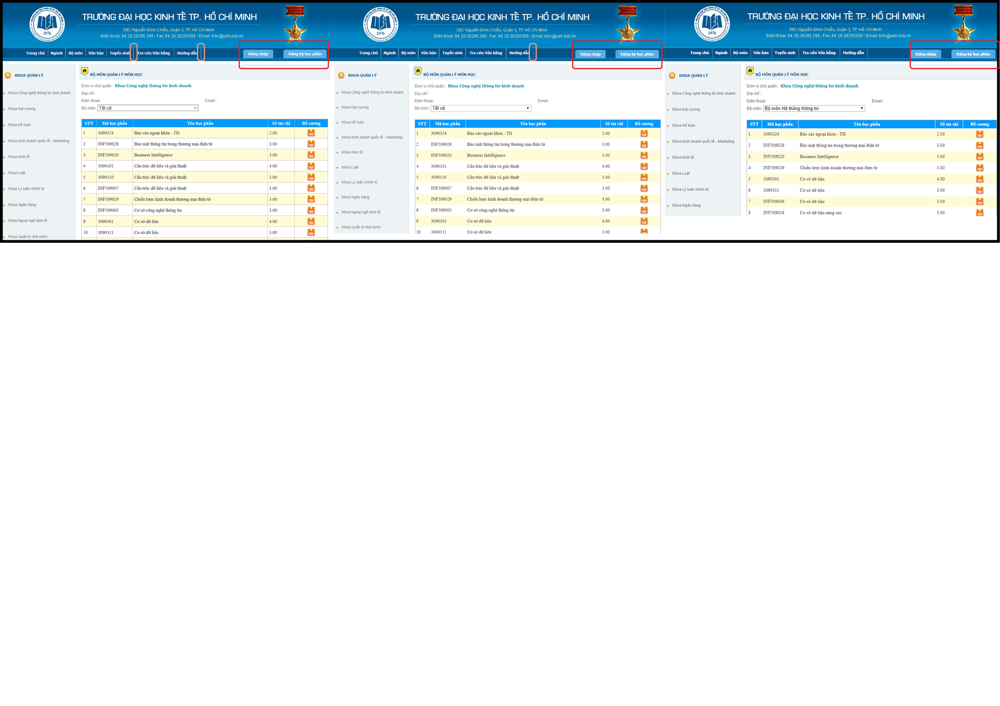 TRƯỜNG ĐẠI HỌC KINH TẾ TP. HỒ CHÍ MINH
59C Nguyễn Đình Chiểu, Quận 3, TP. Hồ Chí Minh
Điện thoại: 84.28.38295.299 - Fax: 84.28.38250359 - Email: tchc@ueh.edu.vn
1976
Trang chủ Ngành Bộ môn Văn bản Tuyển sinh Tra cứu Văn bằng Hướng dẫn Đăng nhập Đăng ký học phần
KHOA QUẢN LÝ
Khoa Công nghệ thông tin kinh doanh
Khoa Đại cương
Khoa Kế toán
Khoa Kinh doanh quốc tế - Marketing
Khoa Kinh tế
Khoa Luật
Khoa Lý luận chính trị
Khoa Ngân hàng
Khoa Ngoại ngữ kinh tế
Khoa Quản lý nhà nước
BỘ MÔN QUẢN LÝ MÔN HỌC
Đơn vị chủ quản: Khoa Công nghệ thông tin kinh doanh
Địa chỉ :
Điện thoại: Email :
Bộ môn: Tất cả
STT Mã học phần Tên học phần Số tín chỉ Đề cương
1 3090324 Báo cáo ngoại khóa - TH 2.00
2 INF509028 Bảo mật thông tin trong thương mại điện tử 3.00
3 INF509020 Business Intelligence 3.00
4 3090101 Cấu trúc dữ liệu và giải thuật 4.00
5 3090110 Cấu trúc dữ liệu và giải thuật 3.00
6 INF509007 Cấu trúc dữ liệu và giải thuật 3.00
7 INF509029 Chiến lược kinh doanh thương mại điện tử 3.00
8 INF509003 Cơ sở công nghệ thông tin 3.00
9 3090301 Cơ sở dữ liệu 4.00
10 3090311 Cơ sở dữ liệu 3.00
TRƯỜNG ĐẠI HỌC KINH TẾ TP. HỒ CHÍ MINH
59C Nguyễn Đình Chiểu, Quận 3, TP. Hồ Chí Minh
Điện thoại: 84.28.38295.299 - Fax: 84.28.38250359 - Email: tchc@ueh.edu.vn
1976
Trang chủ Ngành Bộ môn Văn bản Tuyển sinh Tra cứu Văn bằng Hướng dẫn Đăng nhập Đăng ký học phần
KHOA QUẢN LÝ
Khoa Công nghệ thông tin kinh doanh
Khoa Đại cương
Khoa Kế toán
Khoa Kinh doanh quốc tế - Marketing
Khoa Kinh tế
Khoa Luật
Khoa Lý luận chính trị
Khoa Ngân hàng
Khoa Ngoại ngữ kinh tế
Khoa Quản lý nhà nước
BỘ MÔN QUẢN LÝ MÔN HỌC
Đơn vị chủ quản: Khoa Công nghệ thông tin kinh doanh
Địa chỉ :
Điện thoại: Email :
Bộ môn: Tất cả
STT Mã học phần Tên học phần Số tín chỉ Đề cương
1 3090324 Báo cáo ngoại khóa - TH 2.00
2 INF509028 Bảo mật thông tin trong thương mại điện tử 3.00
3 INF509020 Business Intelligence 3.00
4 3090101 Cấu trúc dữ liệu và giải thuật 4.00
5 3090110 Cấu trúc dữ liệu và giải thuật 3.00
6 INF509007 Cấu trúc dữ liệu và giải thuật 3.00
7 INF509029 Chiến lược kinh doanh thương mại điện tử 3.00
8 INF509003 Cơ sở công nghệ thông tin 3.00
9 3090301 Cơ sở dữ liệu 4.00
10 3090311 Cơ sở dữ liệu 3.00
TRƯỜNG ĐẠI HỌC KINH TẾ TP. HỒ CHÍ MINH
59C Nguyễn Đình Chiểu, Quận 3, TP. Hồ Chí Minh
Điện thoại: 84.28.38295.299 - Fax: 84.28.38250359 - Email: tchc@ueh.edu.vn
1976
Trang chủ Ngành Bộ môn Văn bản Tuyển sinh Tra cứu Văn bằng Hướng dẫn Đăng nhập Đăng ký học phần
KHOA QUẢN LÝ
Khoa Công nghệ thông tin kinh doanh
Khoa Đại cương
Khoa Kế toán
Khoa Kinh doanh quốc tế - Marketing
Khoa Kinh tế
Khoa Luật
Khoa Lý luận chính trị
Khoa Ngân hàng
BỘ MÔN QUẢN LÝ MÔN HỌC
Đơn vị chủ quản: Khoa Công nghệ thông tin kinh doanh
Địa chỉ :
Điện thoại: Email :
Bộ môn: Bộ môn Hệ thông thông tin
STT Mã học phần Tên học phần Số tín chỉ Đề cương
1 3090324 Báo cáo ngoại khóa - TH 2.00
2 INF509028 Bảo mật thông tin trong thương mại điện tử 3.00
3 INF509020 Business Intelligence 3.00
4 INF509029 Chiến lược kinh doanh thương mại điện tử 3.00
5 3090301 Cơ sở dữ liệu 4.00
6 3090311 Cơ sở dữ liệu 3.00
7 INF509006 Cơ sở dữ liệu 3.00
8 INF509018 Cơ sở dữ liệu nâng cao 3.00